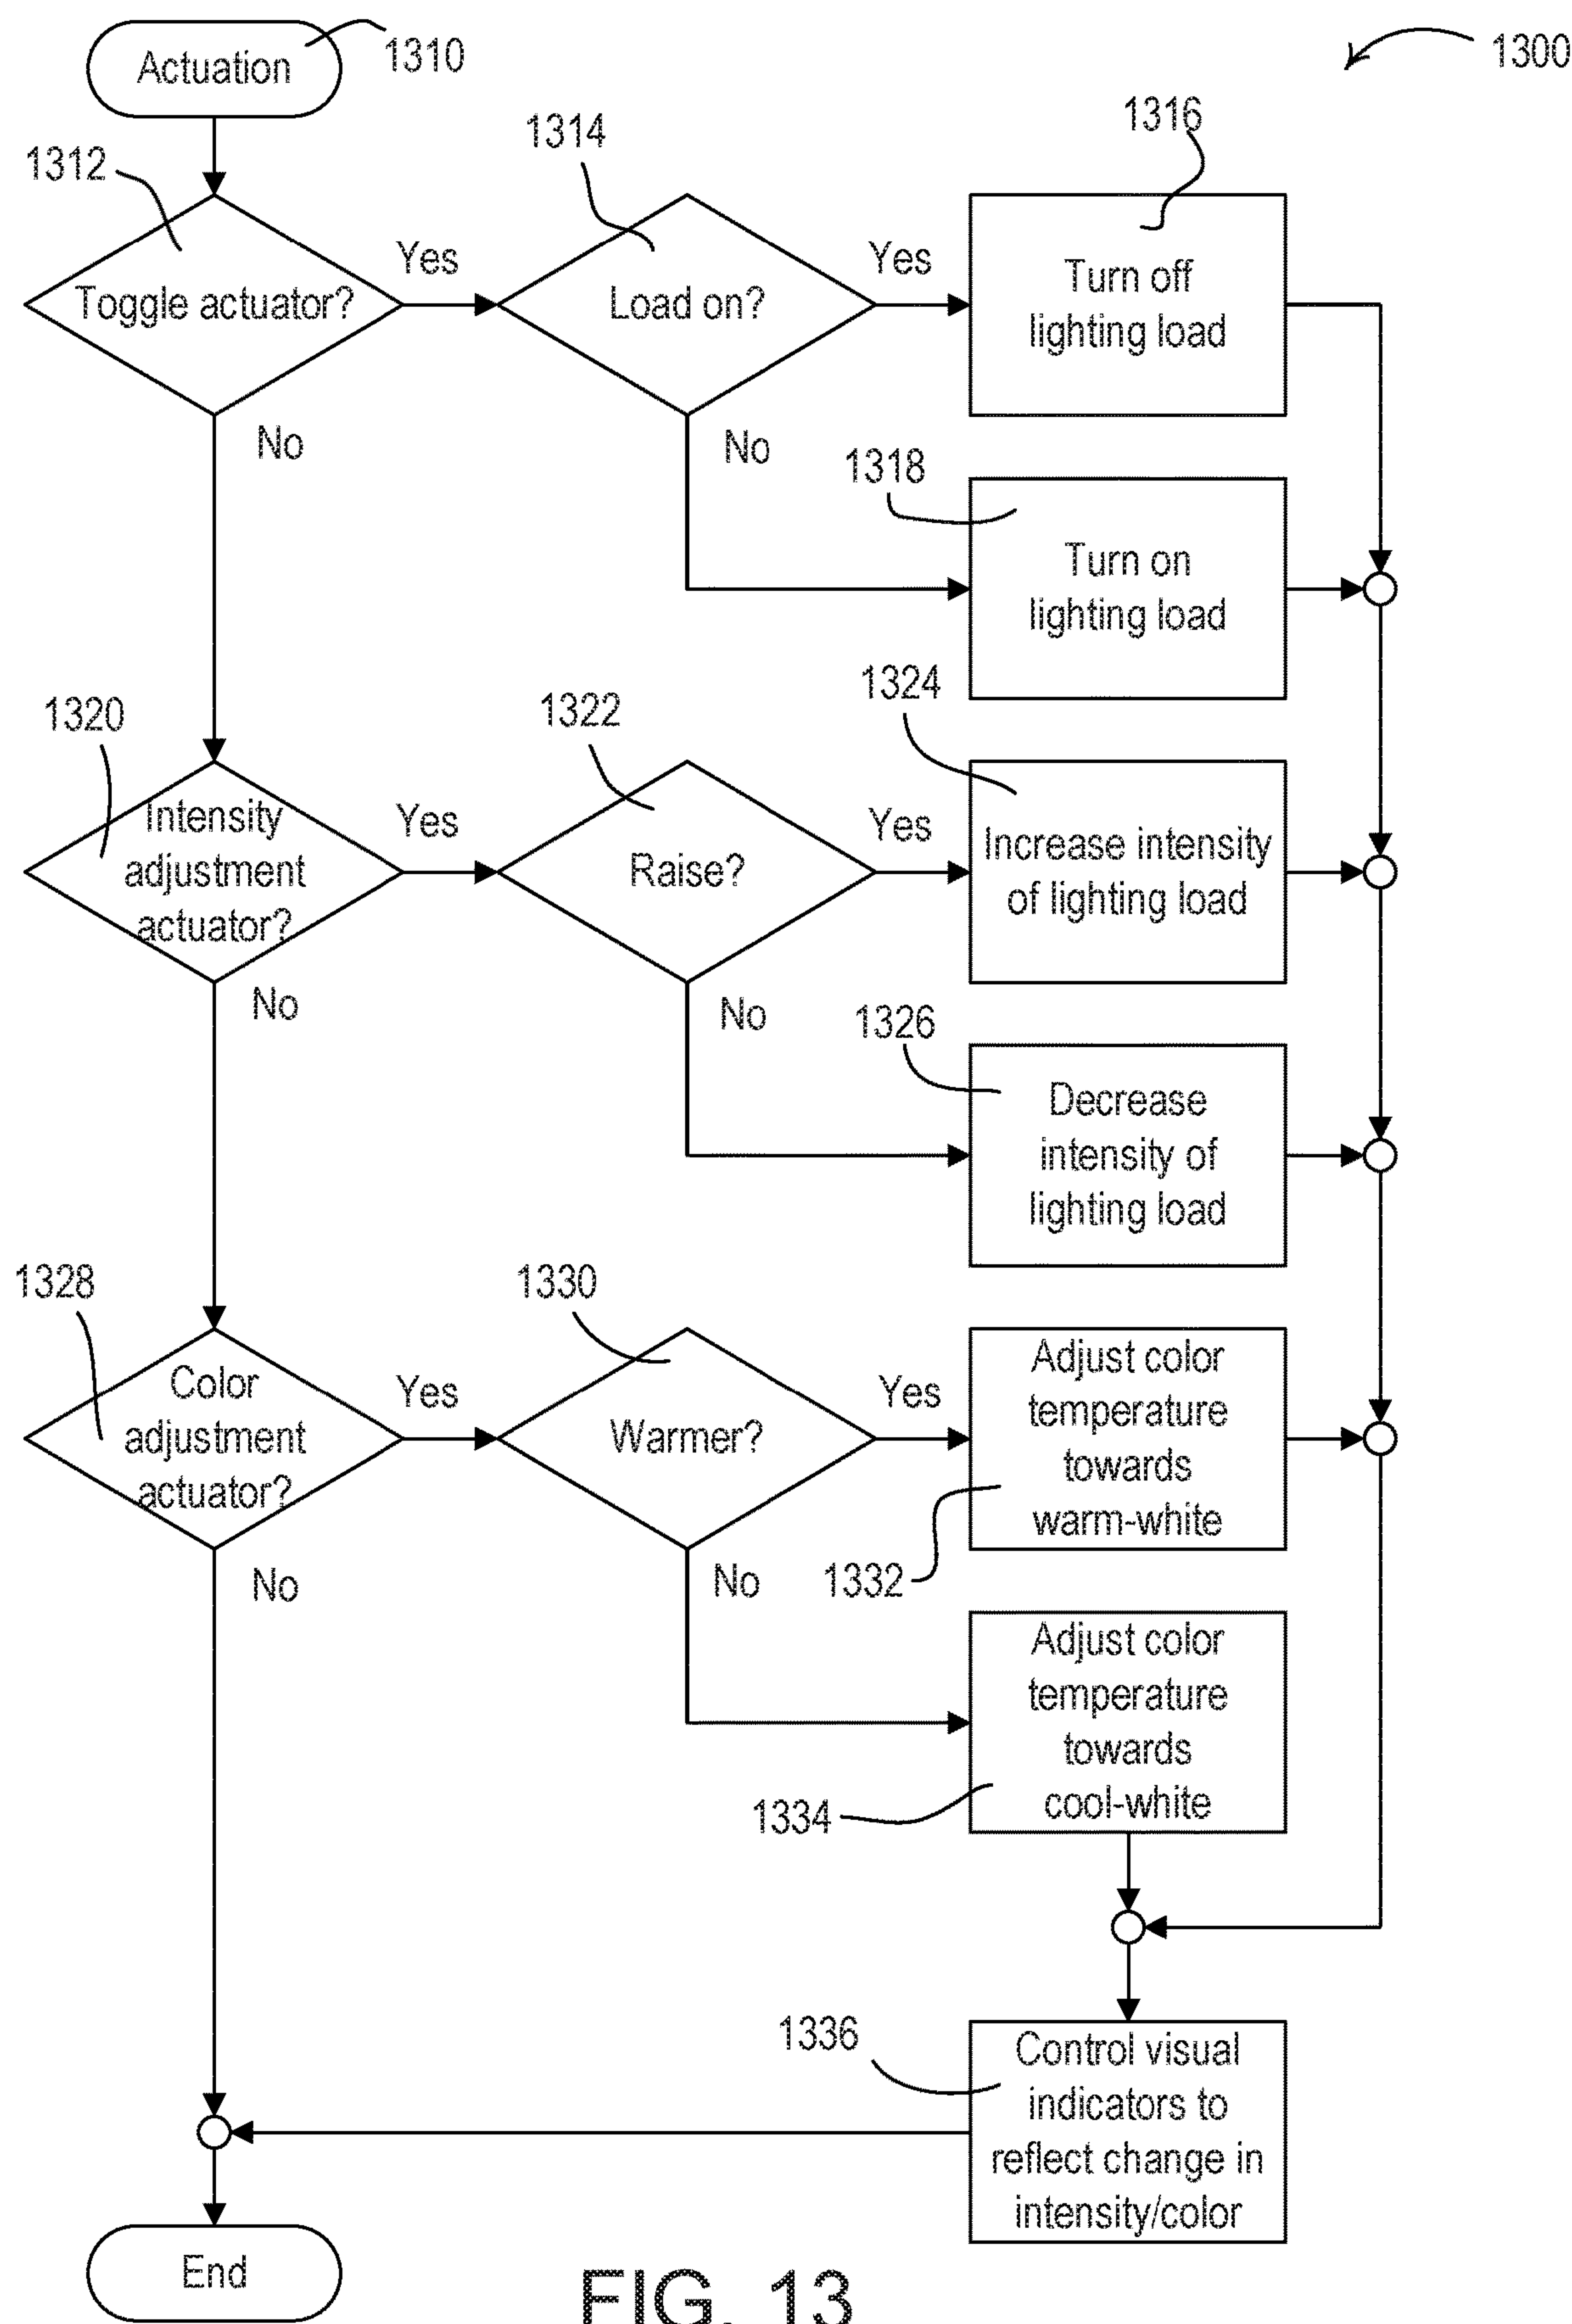 Actuation
1310
1300
1312
1314
1316
Toggle actuator?
Yes
Load on?
Yes
Turn off
lighting load
No
No
1318
Turn on
lighting load
1320
1322
1324
Intensity
adjustment
actuator?
Yes
Raise?
Yes
Increase intensity
of lighting load
No
No
1326
Decrease
intensity of
lighting load
1328
1330
Color
adjustment
actuator?
Yes
Warmer?
Yes
Adjust color
temperature
towards
warm-white
1332
No
No
Adjust color
temperature
towards
cool-white
1334
1336
Control visual
indicators to
reflect change in
intensity/color
End
FIG. 13